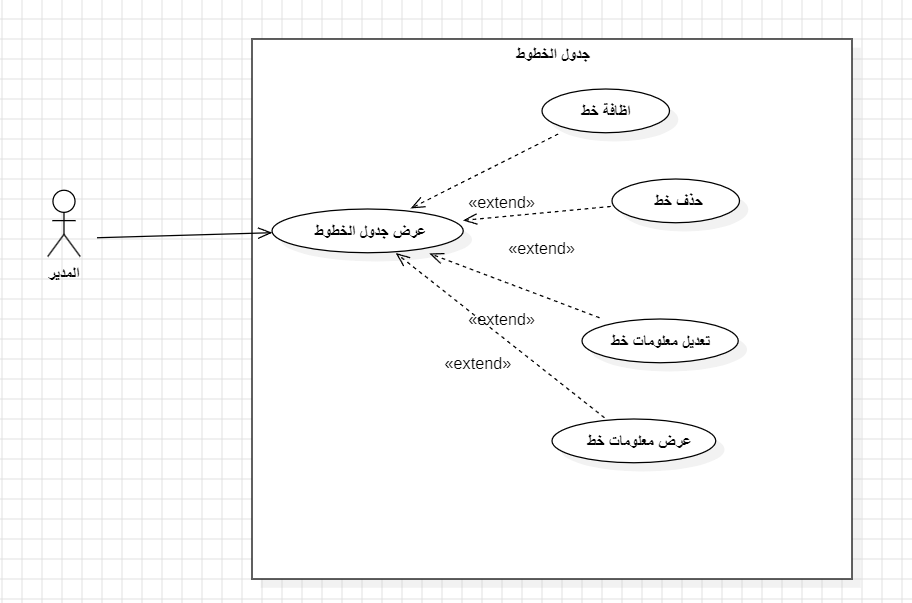 جدول الخطوط
اظافة خط
«extend»
حذف خط
عرض جدول الخطوط
«extend»
المدير
«extend»
تعديل معلومات خط
«extend»
عرض معلومات خط